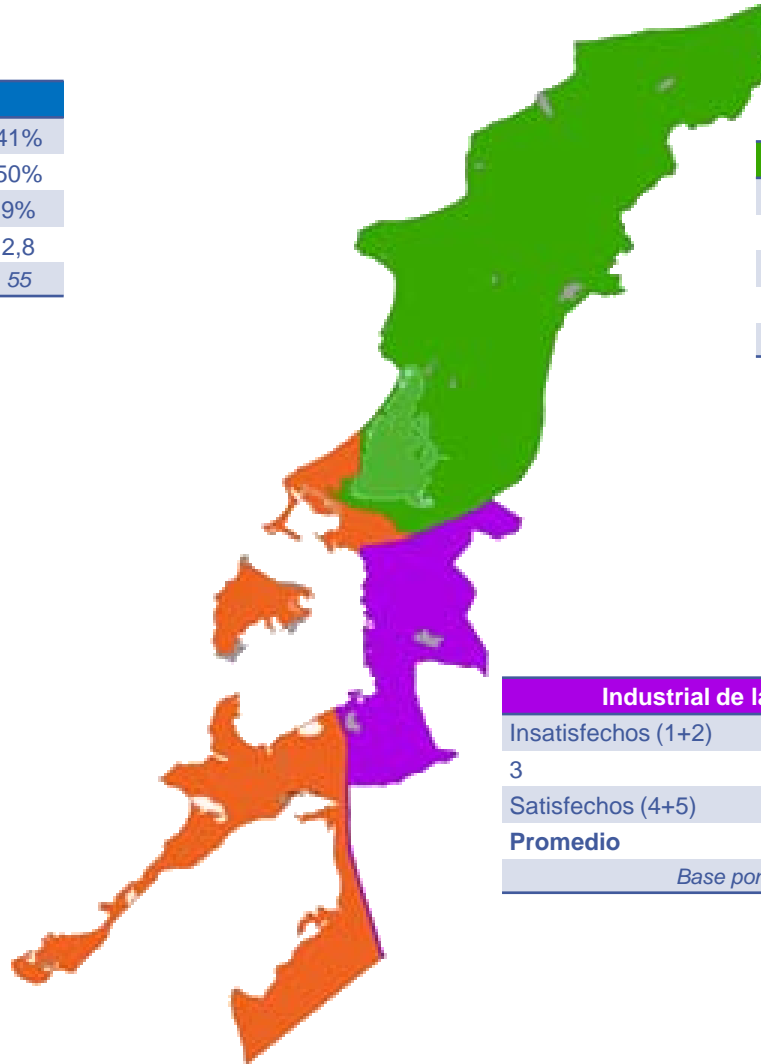 41%
50%
9%
2,8
55
Industrial de la
Insatisfechos (1+2)
3
Satisfechos (4+5)
Promedio
Base por